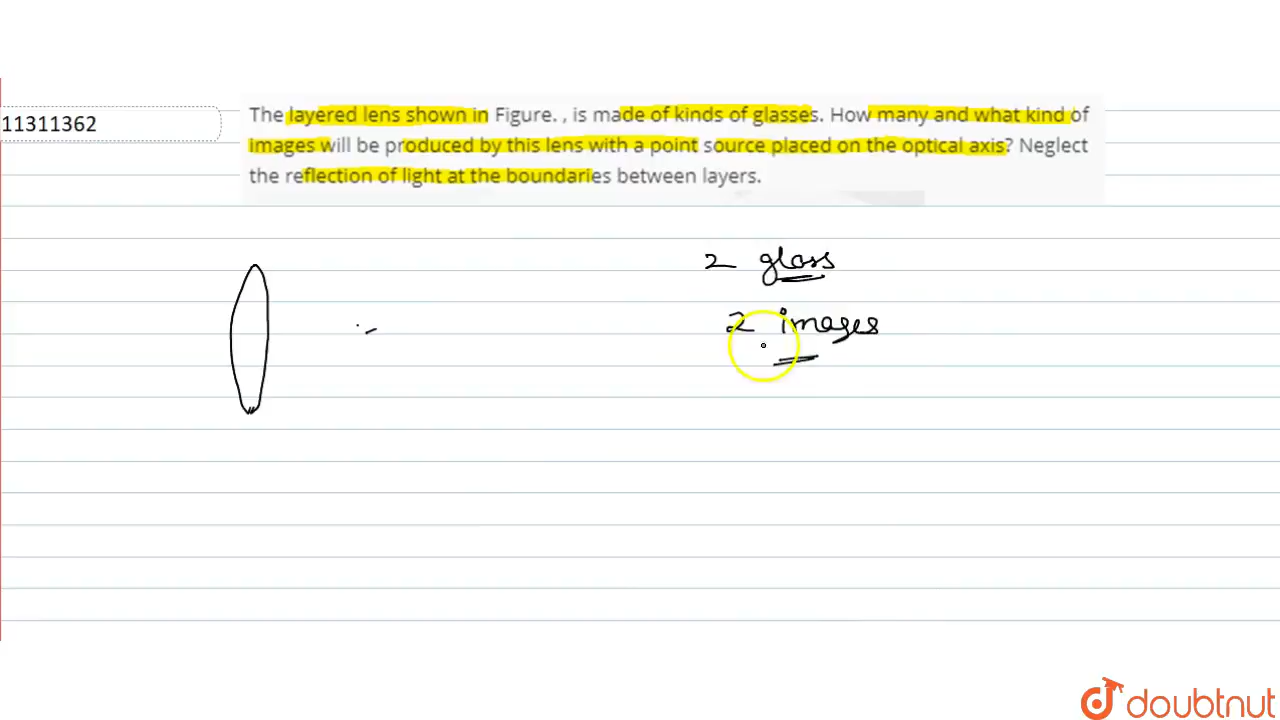 11311362
The layered lens shown in Figure. , is made of kinds of glasses. How many and what kind of
images will be produced by this lens with a point source placed on the optical axis? Neglect
the reflection of light at the boundaries between layers.
2 glass
2 images
doubtnut